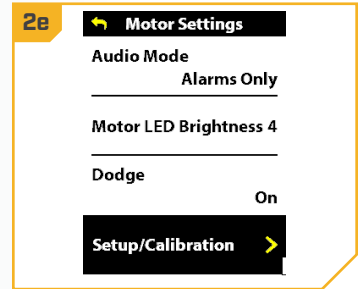 2e
Motor Settings
Audio Mode
Alarms Only
Motor LED Brightness 4
Dodge
On
Setup/Calibration